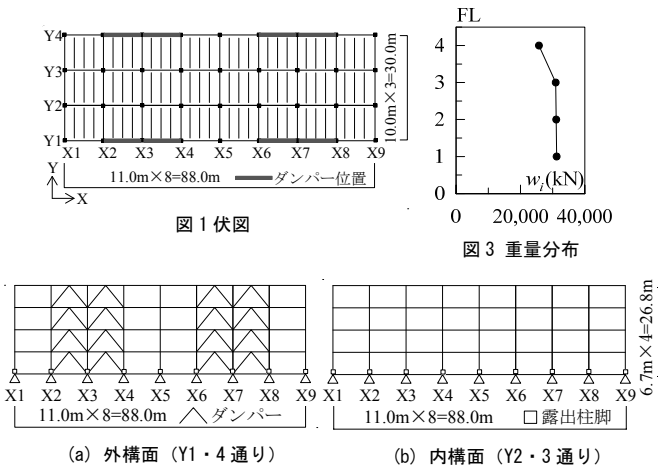 Y4
Y3
Y2
Y1
X1 X2 X3 X4 X5 X6 X7 X8 X9
10.0m×3=30.0m
Y
X
11.0m×8=88.0m ダンパー位置
図1伏図
FL
4
3
2
1
wi(kN)
0 20,000 40,000
図3 重量分布
X1 X2 X3 X4 X5 X6 X7 X8 X9
11.0m×8=88.0m ダンパー
(a) 外構面（Y1・4通り）
X1 X2 X3 X4 X5 X6 X7 X8 X9
6.7m×4=26.8m
11.0m×8=88.0m 露出柱脚
(b) 内構面（Y2・3通り）